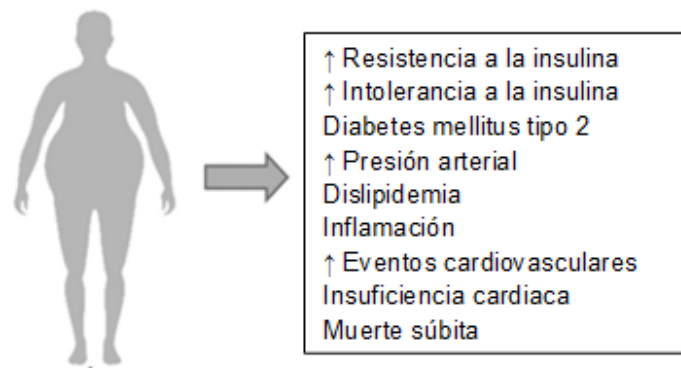 ↑ Resistencia a la insulina
↑ Intolerancia a la insulina
Diabetes mellitus tipo 2
↑ Presión arterial
Dislipidemia
Inflamación
↑ Eventos cardiovasculares
Insuficiencia cardiaca
Muerte súbita